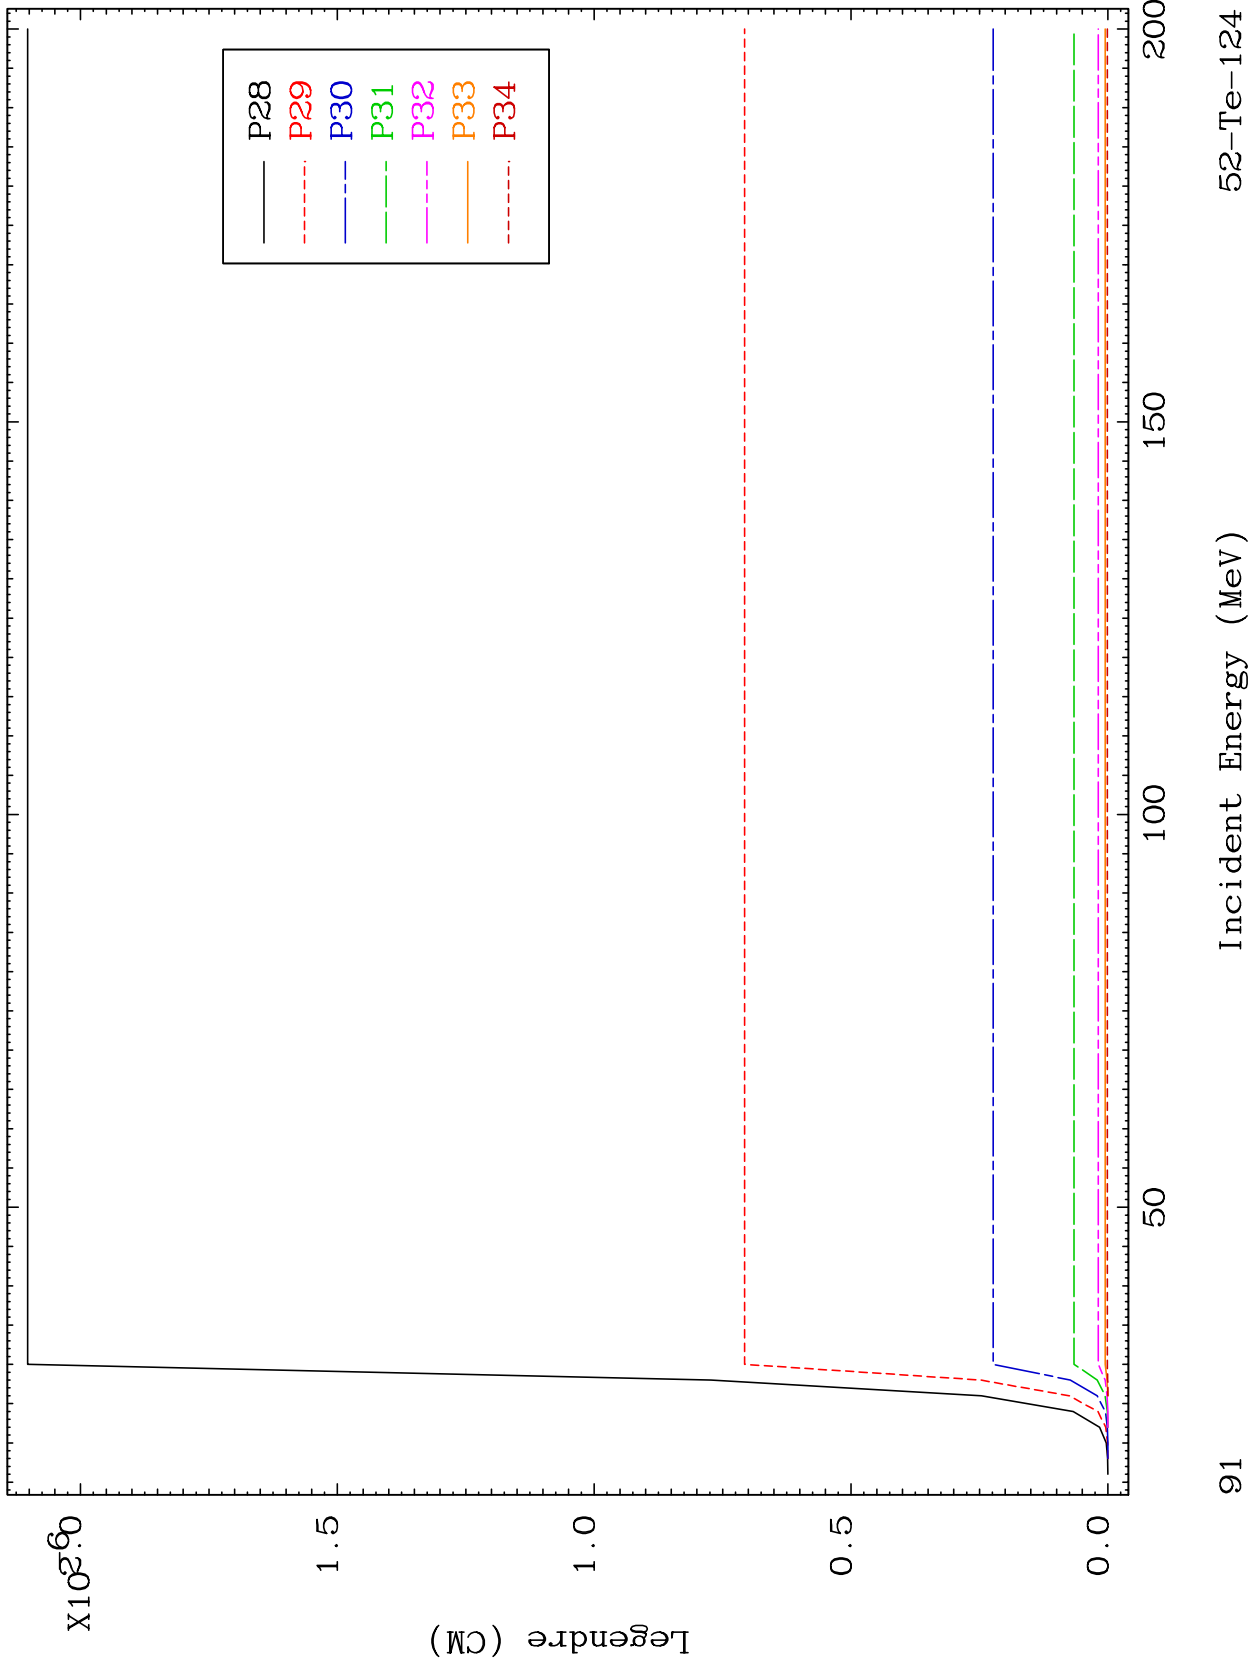 P28
P29
P30
P31
P32
P33
P34
X10-6
2.0
1.5
1.0
0.5
0.0
Legendre (CM)
50
100
150
200
Incident Energy (MeV)
91
52-Te-124